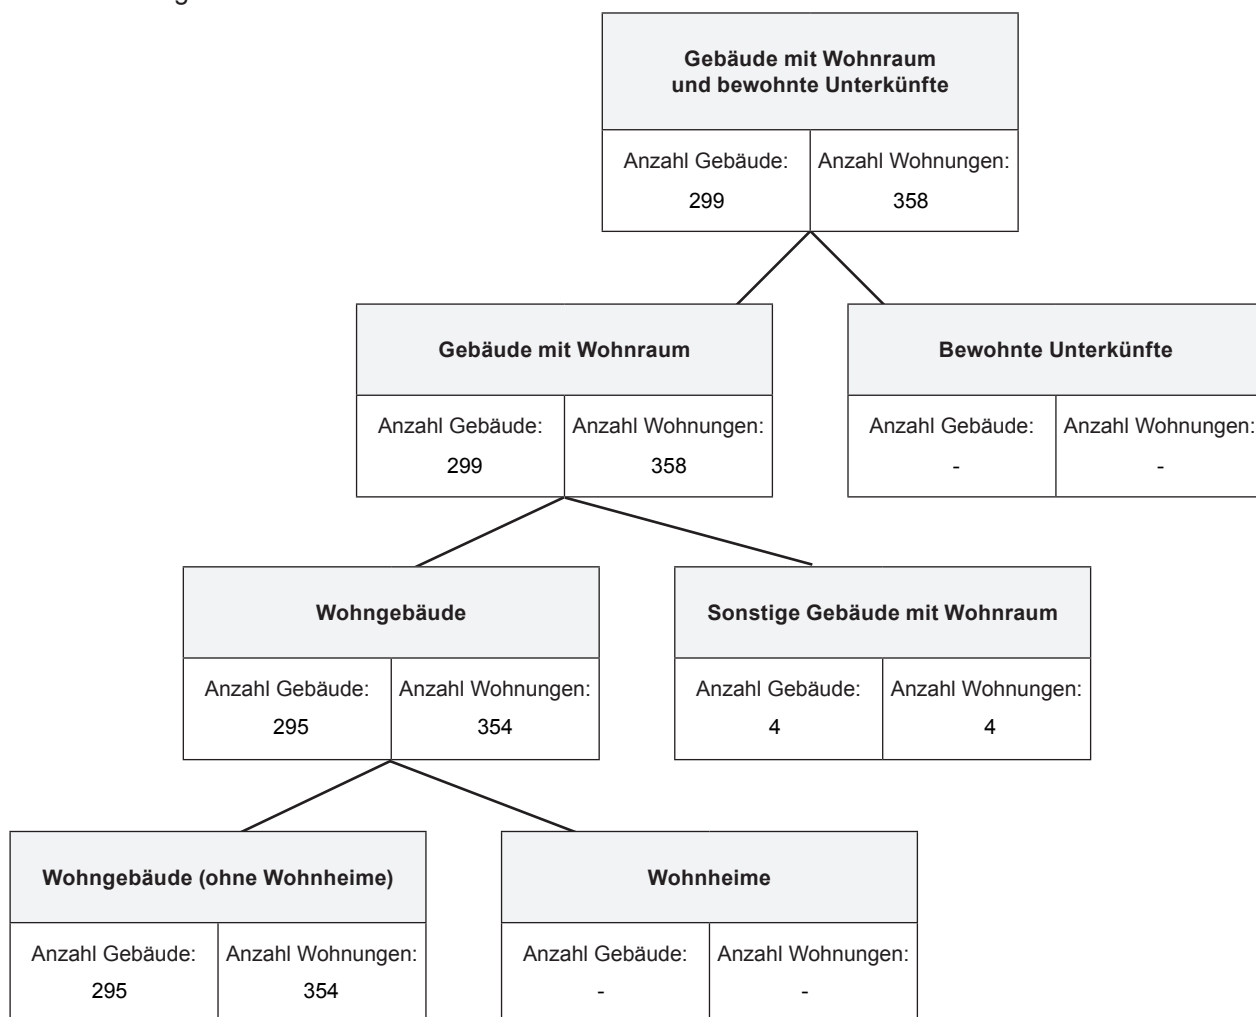 Gebäude mit Wohnraum
und bewohnte Unterkünfte
Anzahl Gebäude: Anzahl Wohnungen:
299 358
Gebäude mit Wohnraum
Anzahl Gebäude: Anzahl Wohnungen:
299 358
Bewohnte Unterkünfte
Anzahl Gebäude: Anzahl Wohnungen:
- -
Wohngebäude
Anzahl Gebäude: Anzahl Wohnungen:
295 354
Sonstige Gebäude mit Wohnraum
Anzahl Gebäude: Anzahl Wohnungen:
4 4
Wohngebäude (ohne Wohnheime)
Anzahl Gebäude: Anzahl Wohnungen:
295 354
Wohnheime
Anzahl Gebäude: Anzahl Wohnungen:
- -